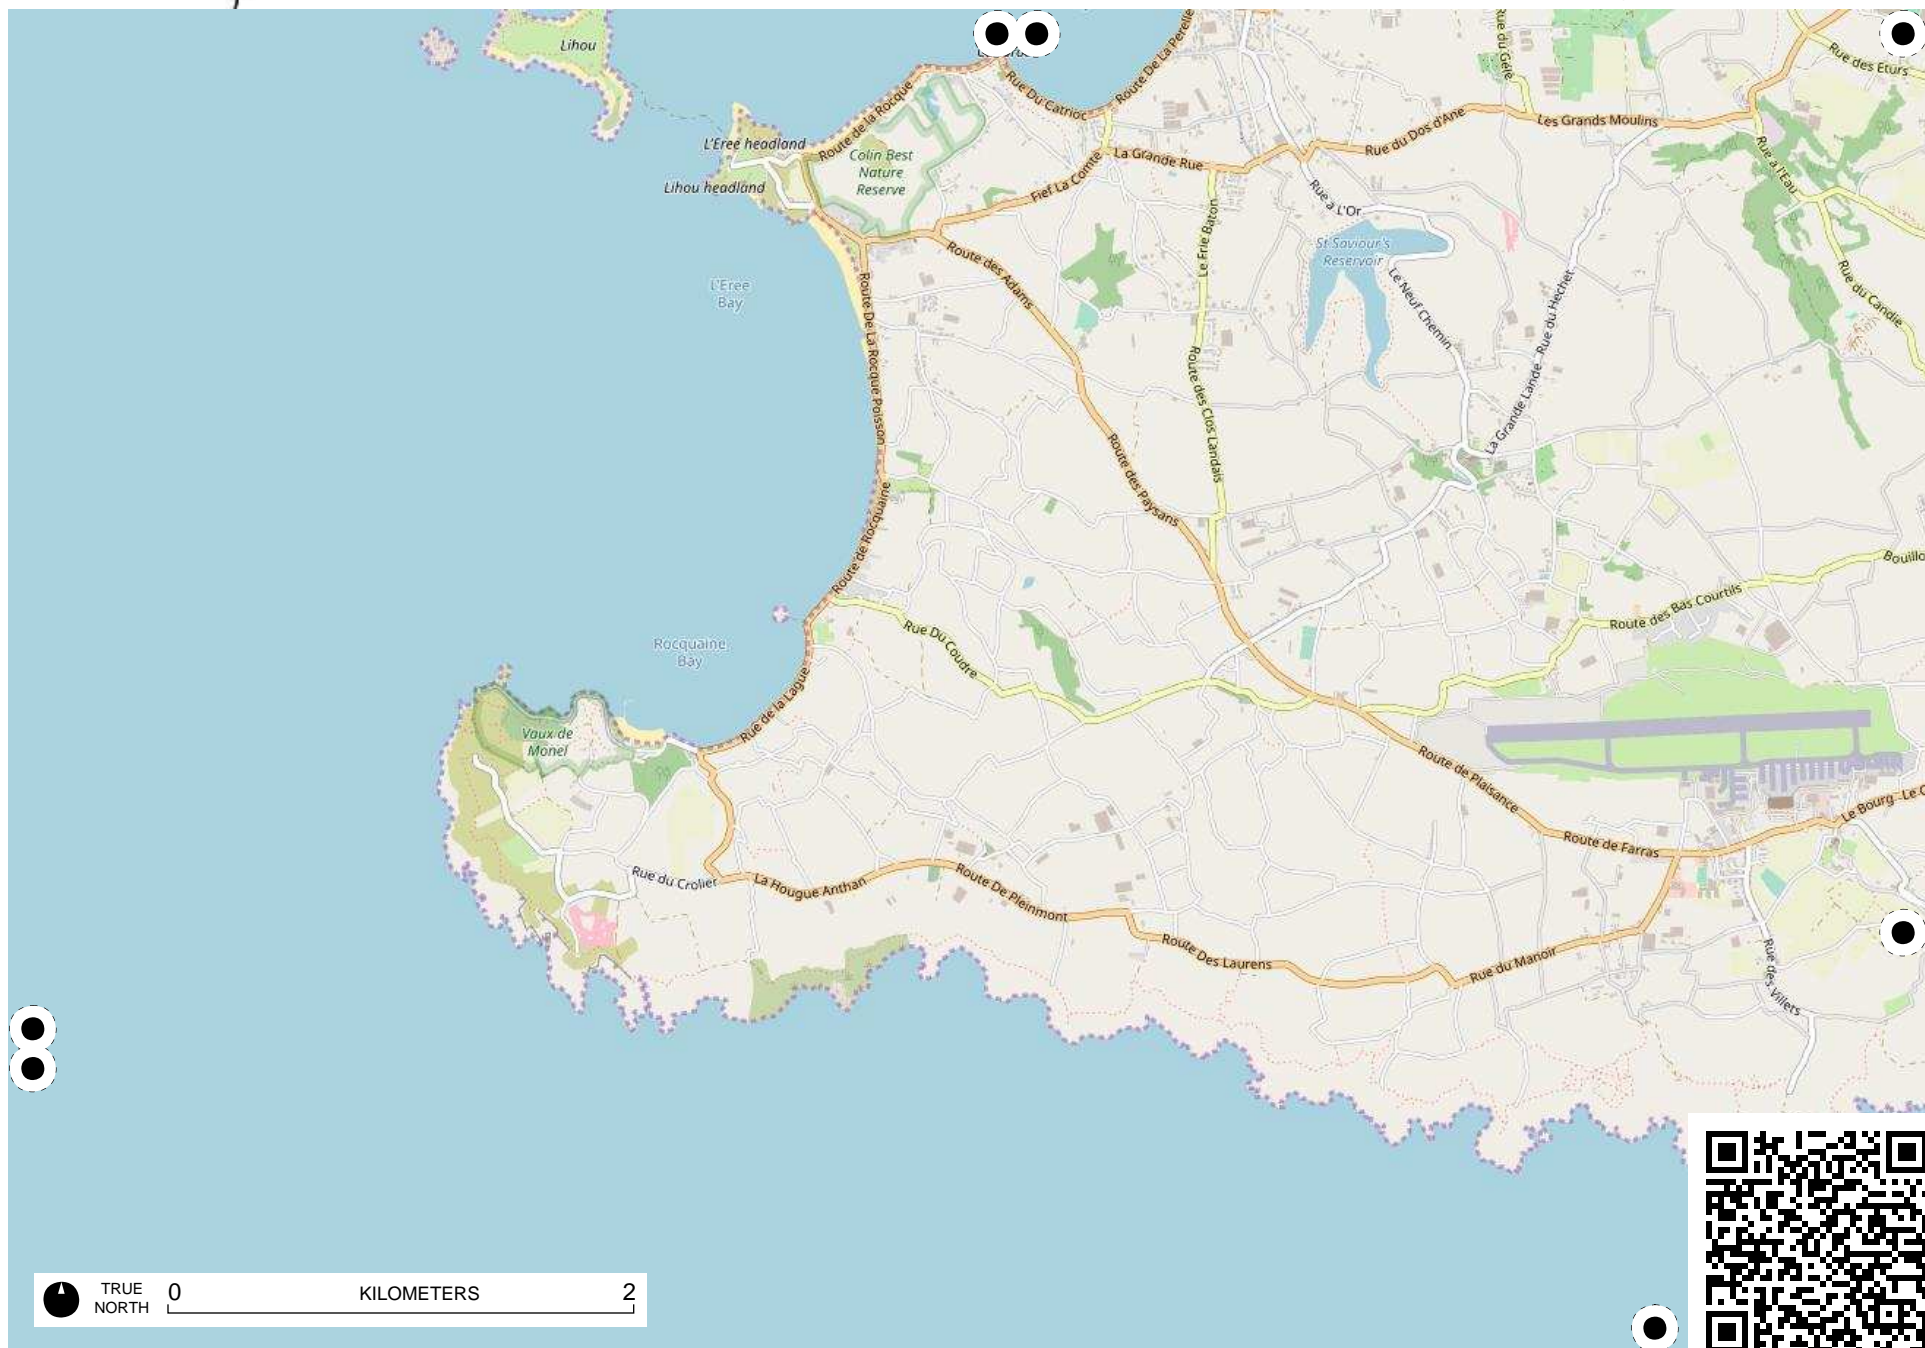 Lihou
Rue du Gélé
Rue des Eturs
Route De La Perelle
Rue Du Catrioc
Route de la Rocque
Les Grands Moulins
L'Eree headland
Rue du Dos d'Ane
Colin Best
Nature
Reserve
La Grande Rue
Rue à l'Eau
Lihou headland
Fief La Comte
Rue à L'Or
Le Frie Baton
St Saviour's
Reservoir
Route des Adams
Rue du Candie
L'Eree
Bay
Le Neuf Chemin
Route De La Rocque Poisson
La Grande Lande - Rue du Hechet
Route des Clos Landais
Route des Paysans
Route de Rocquaine
Bouillo
Route des Bas Courtils
Rue Du Coudre
Rocquaine
Bay
Rue de la Lague
Vaux de
Monel
Route de Plaisance
Le Bourg - Le C
Route de Farras
Rue du Crolier
La Hougue Anthan
Route De Pleinmont
Route Des Laurens
Rue du Manoir
Rue des Villets
TRUE
NORTH
0
KILOMETERS
2